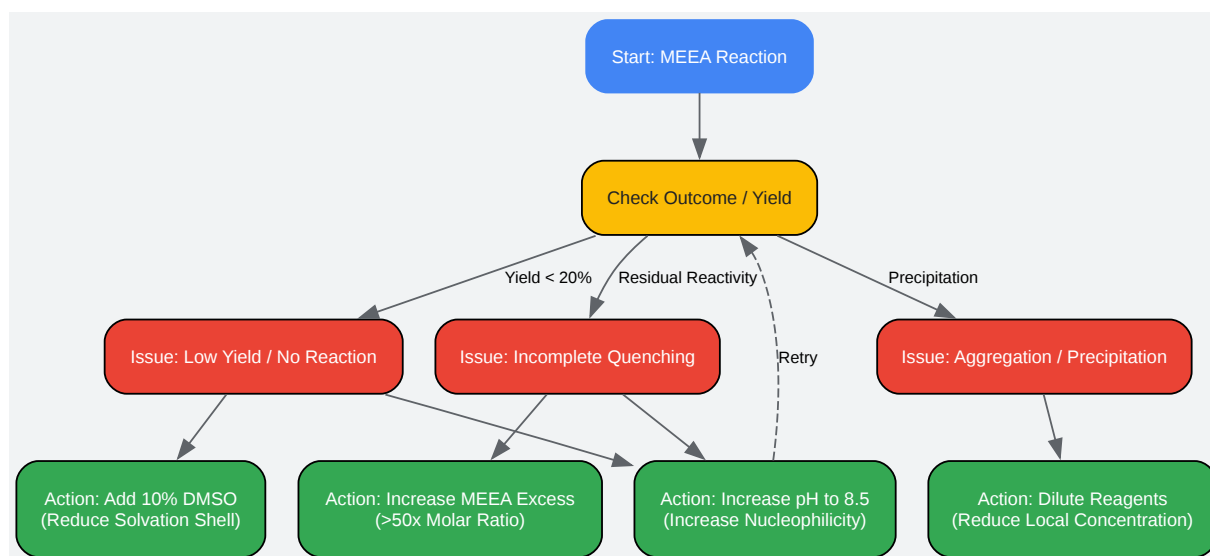 Start: MEEA Reaction
Check Outcome / Yield
Yield < 20%
Residual Reactivity
Precipitation
Issue: Low Yield / No Reaction
Issue: Incomplete Quenching
Retry
Issue: Aggregation / Precipitation
Action: Add 10% DMSO
(Reduce Solvation Shell)
Action: Increase MEEA Excess
(>50x Molar Ratio)
Action: Increase pH to 8.5
(Increase Nucleophilicity)
Action: Dilute Reagents
(Reduce Local Concentration)